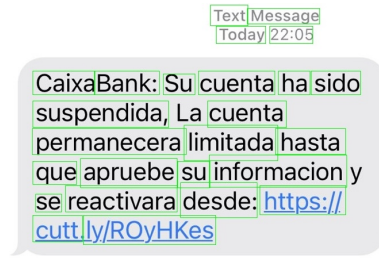 Text Message
Today 22:05
CaixaBank: Su cuenta ha sido
suspendida, La cuenta
permanecera limitada hasta
que apruebe su informacion y
se reactivara desde: https://
cutt.ly/ROyHKes